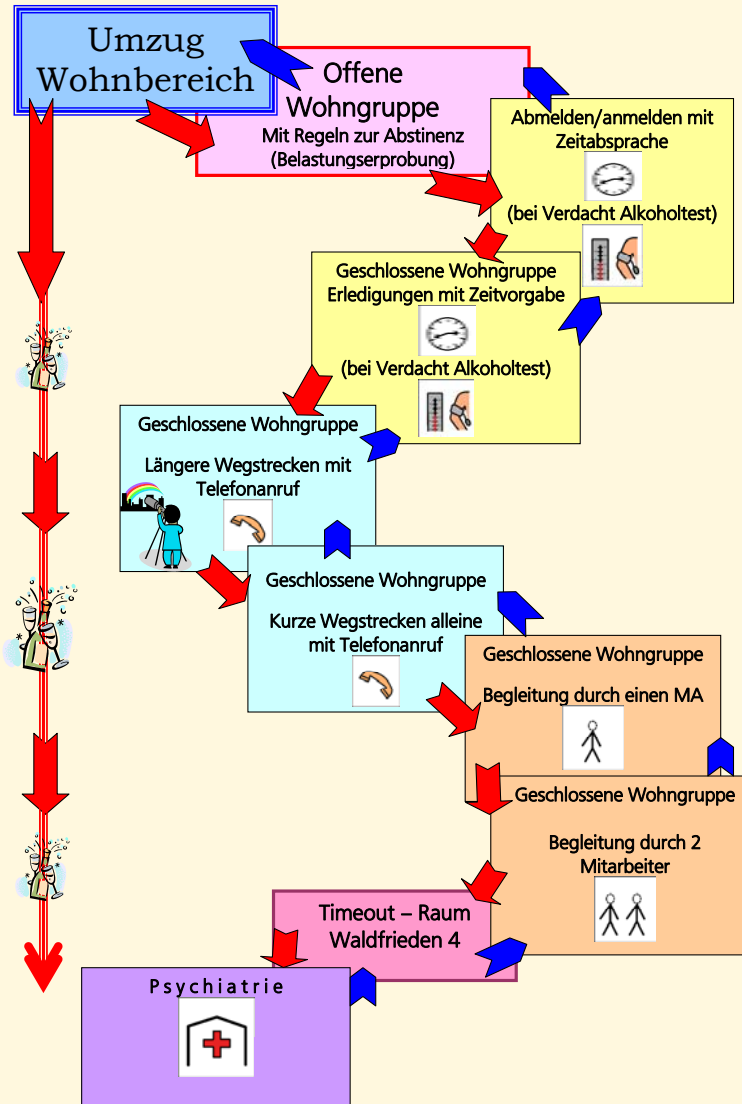 Umzug
Wohnbereich
Offene
Wohngruppe
Mit Regeln zur Abstinenz
(Belastungserprobung)
Abmelden/anmelden mit
Zeitabsprache
(bei Verdacht Alkoholtest)
Geschlossene Wohngruppe
Erledigungen mit Zeitvorgabe
(bei Verdacht Alkoholtest)
Geschlossene Wohngruppe
Längere Wegstrecken mit
Telefonanruf
Geschlossene Wohngruppe
Kurze Wegstrecken alleine
mit Telefonanruf
Geschlossene Wohngruppe
Begleitung durch einen MA
Geschlossene Wohngruppe
Begleitung durch 2
Mitarbeiter
Timeout – Raum
Waldfrieden 4
Psychiatrie